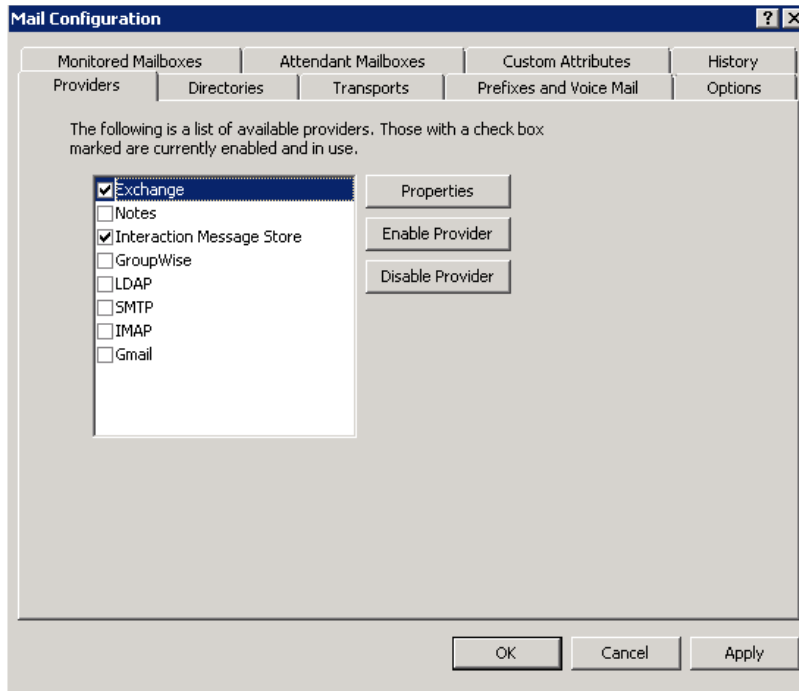 Mail Configuration
Monitored Mailboxes Attendant Mailboxes Custom Attributes History
Providers Directories Transports Prefixes and Voice Mail Options
The following is a list of available providers. Those with a check box
marked are currently enabled and in use.
Exchange
Notes
Interaction Message Store
GroupWise
LDAP
SMTP
IMAP
Gmail
Properties
Enable Provider
Disable Provider
OK Cancel Apply